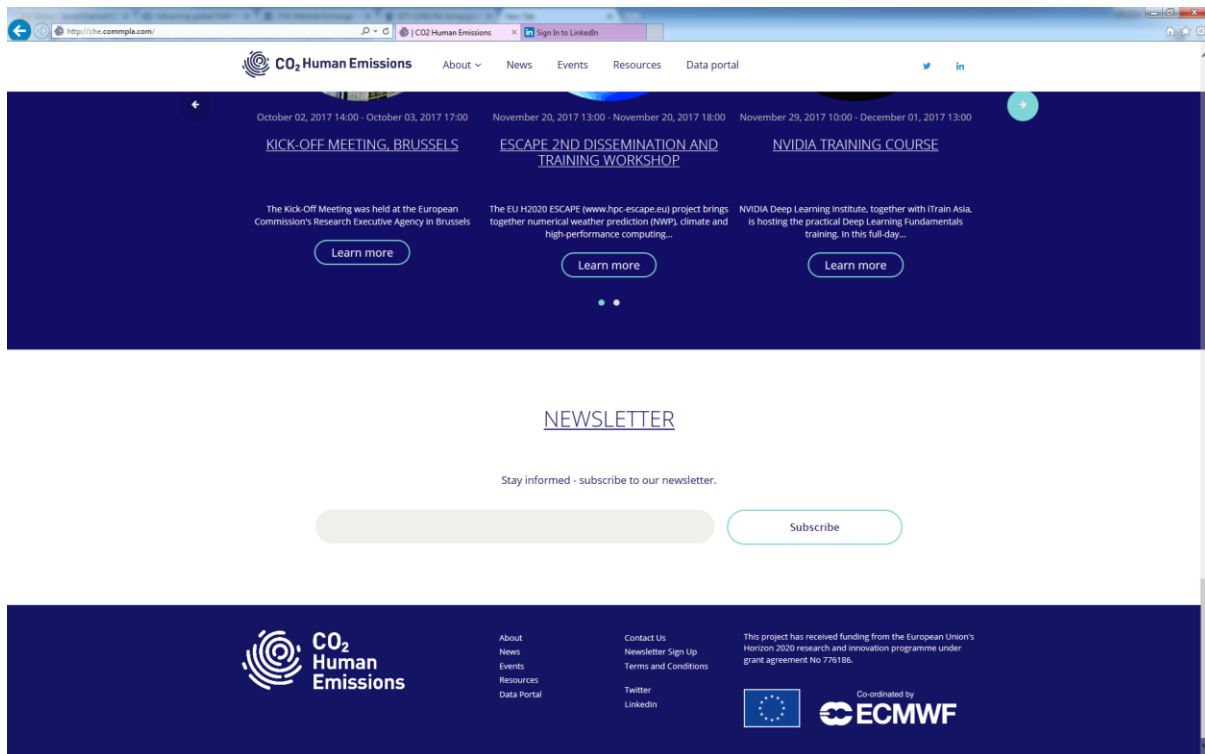 http://che.commpla.com/
| CO2 Human Emissions
Sign In to LinkedIn
CO2 Human Emissions
About
News
Events
Resources
Data portal
October 02, 2017 14:00 - October 03, 2017 17:00
KICK-OFF MEETING, BRUSSELS
The Kick-Off Meeting was held at the European
Commission's Research Executive Agency in Brussels
Learn more
November 20, 2017 13:00 - November 20, 2017 18:00
ESCAPE 2ND DISSEMINATION AND
TRAINING WORKSHOP
The EU H2020 ESCAPE (www.hpc-escape.eu) project brings
together numerical weather prediction (NWP), climate and
high-performance computing...
Learn more
November 29, 2017 10:00 - December 01, 2017 13:00
NVIDIA TRAINING COURSE
NVIDIA Deep Learning Institute, together with iTrain Asia,
is hosting the practical Deep Learning Fundamentals
training. In this full-day...
Learn more
NEWSLETTER
Stay informed - subscribe to our newsletter.
Subscribe
CO2
Human
Emissions
About
News
Events
Resources
Data Portal
Contact Us
Newsletter Sign Up
Terms and Conditions
Twitter
LinkedIn
This project has received funding from the European Union's
Horizon 2020 research and innovation programme under
grant agreement No 776186.
Co-ordinated by
ECMWF